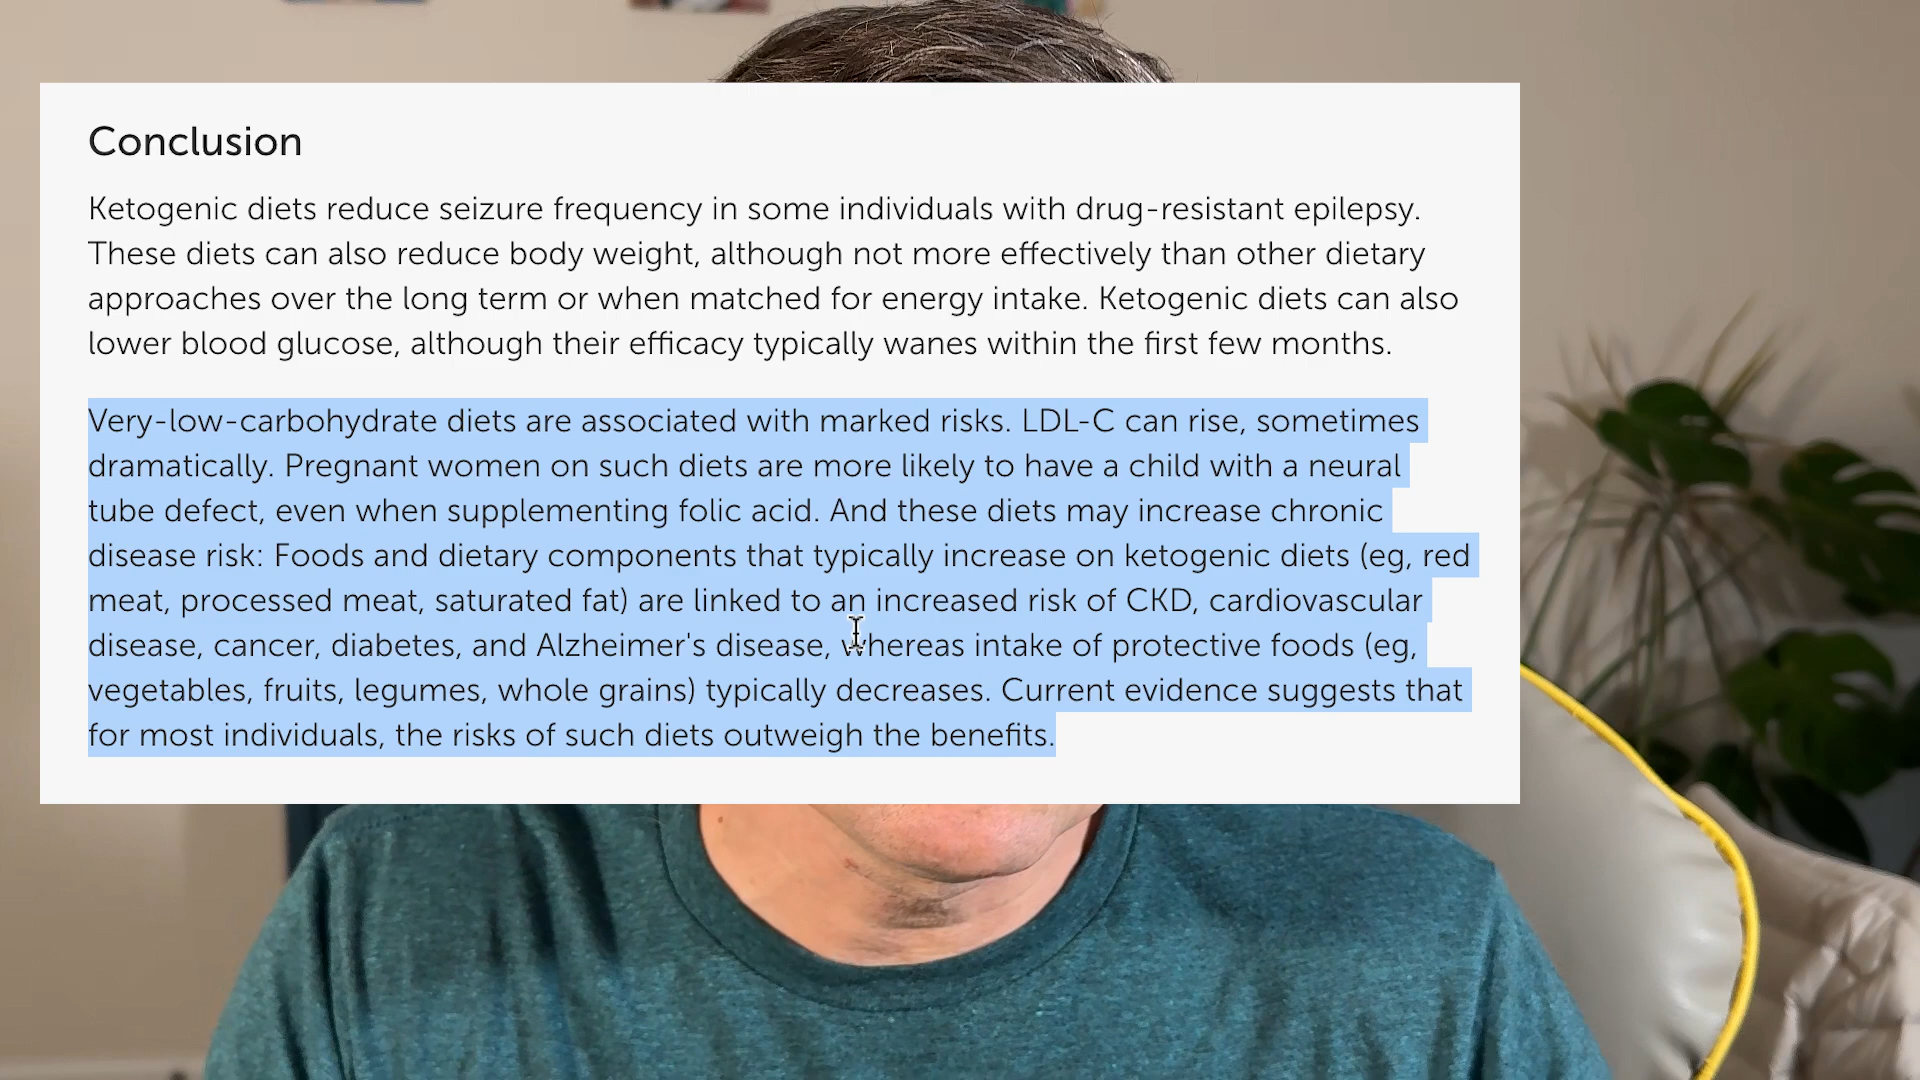 Conclusion
Ketogenic diets reduce seizure frequency in some individuals with drug-resistant epilepsy.
These diets can also reduce body weight, although not more effectively than other dietary
approaches over the long term or when matched for energy intake. Ketogenic diets can also
lower blood glucose, although their efficacy typically wanes within the first few months.
Very-low-carbohydrate diets are associated with marked risks. LDL-C can rise, sometimes
dramatically. Pregnant women on such diets are more likely to have a child with a neural
tube defect, even when supplementing folic acid. And these diets may increase chronic
disease risk: Foods and dietary components that typically increase on ketogenic diets (eg, red
meat, processed meat, saturated fat) are linked to an increased risk of CKD, cardiovascular
disease, cancer, diabetes, and Alzheimer's disease, whereas intake of protective foods (eg,
vegetables, fruits, legumes, whole grains) typically decreases. Current evidence suggests that
for most individuals, the risks of such diets outweigh the benefits.